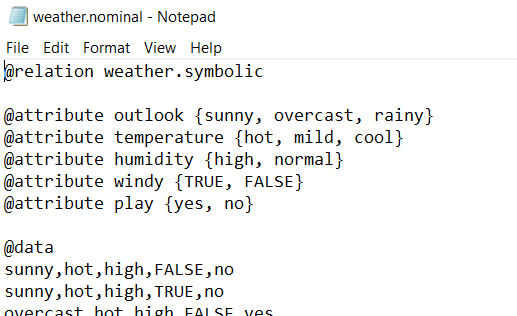 weather.nominal - Notepad
File Edit Format View Help
@relation weather.symbolic
@attribute outlook {sunny, overcast, rainy}
@attribute temperature {hot, mild, cool}
@attribute humidity {high, normal}
@attribute windy {TRUE, FALSE}
@attribute play {yes, no}
@data
sunny,hot,high,FALSE,no
sunny,hot,high,TRUE,no
overcast,hot,high,FALSE,yes